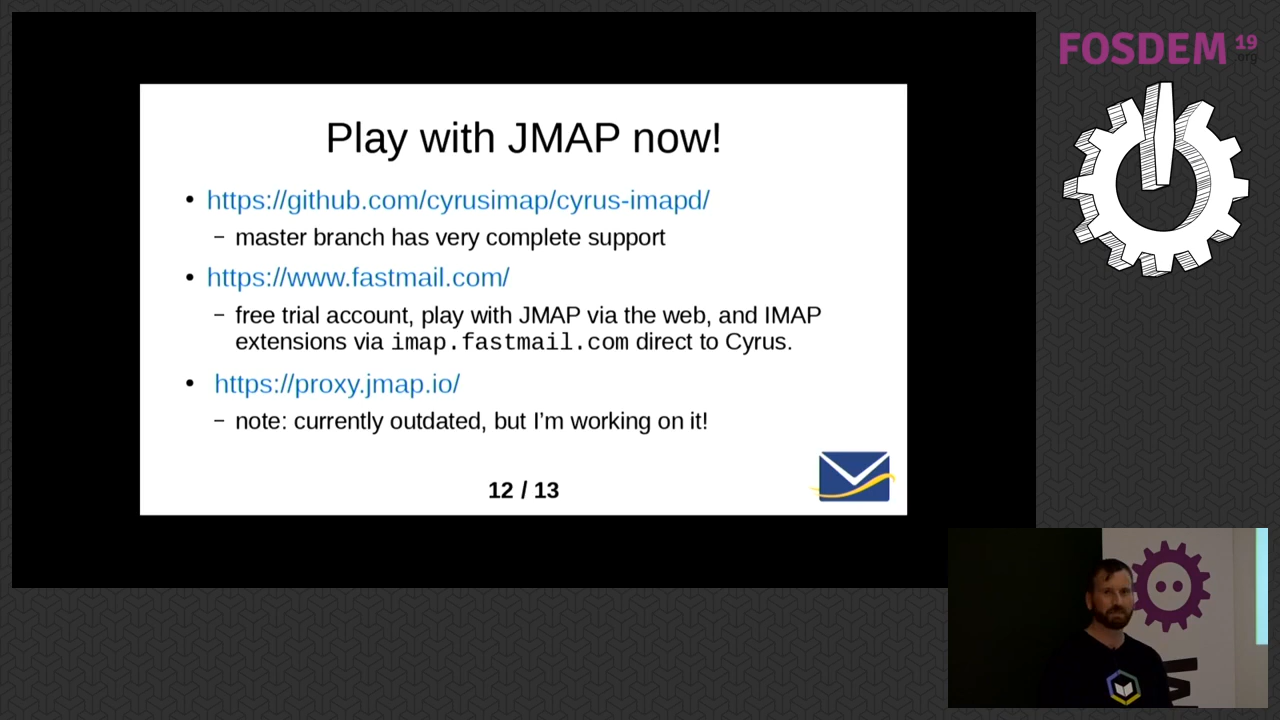 FOSDEM 19
.org
Play with JMAP now!
• https://github.com/cyrusimap/cyrus-imapd/
– master branch has very complete support
• https://www.fastmail.com/
– free trial account, play with JMAP via the web, and IMAP
extensions via imap.fastmail.com direct to Cyrus.
• https://proxy.jmap.io/
– note: currently outdated, but I’m working on it!
12 / 13